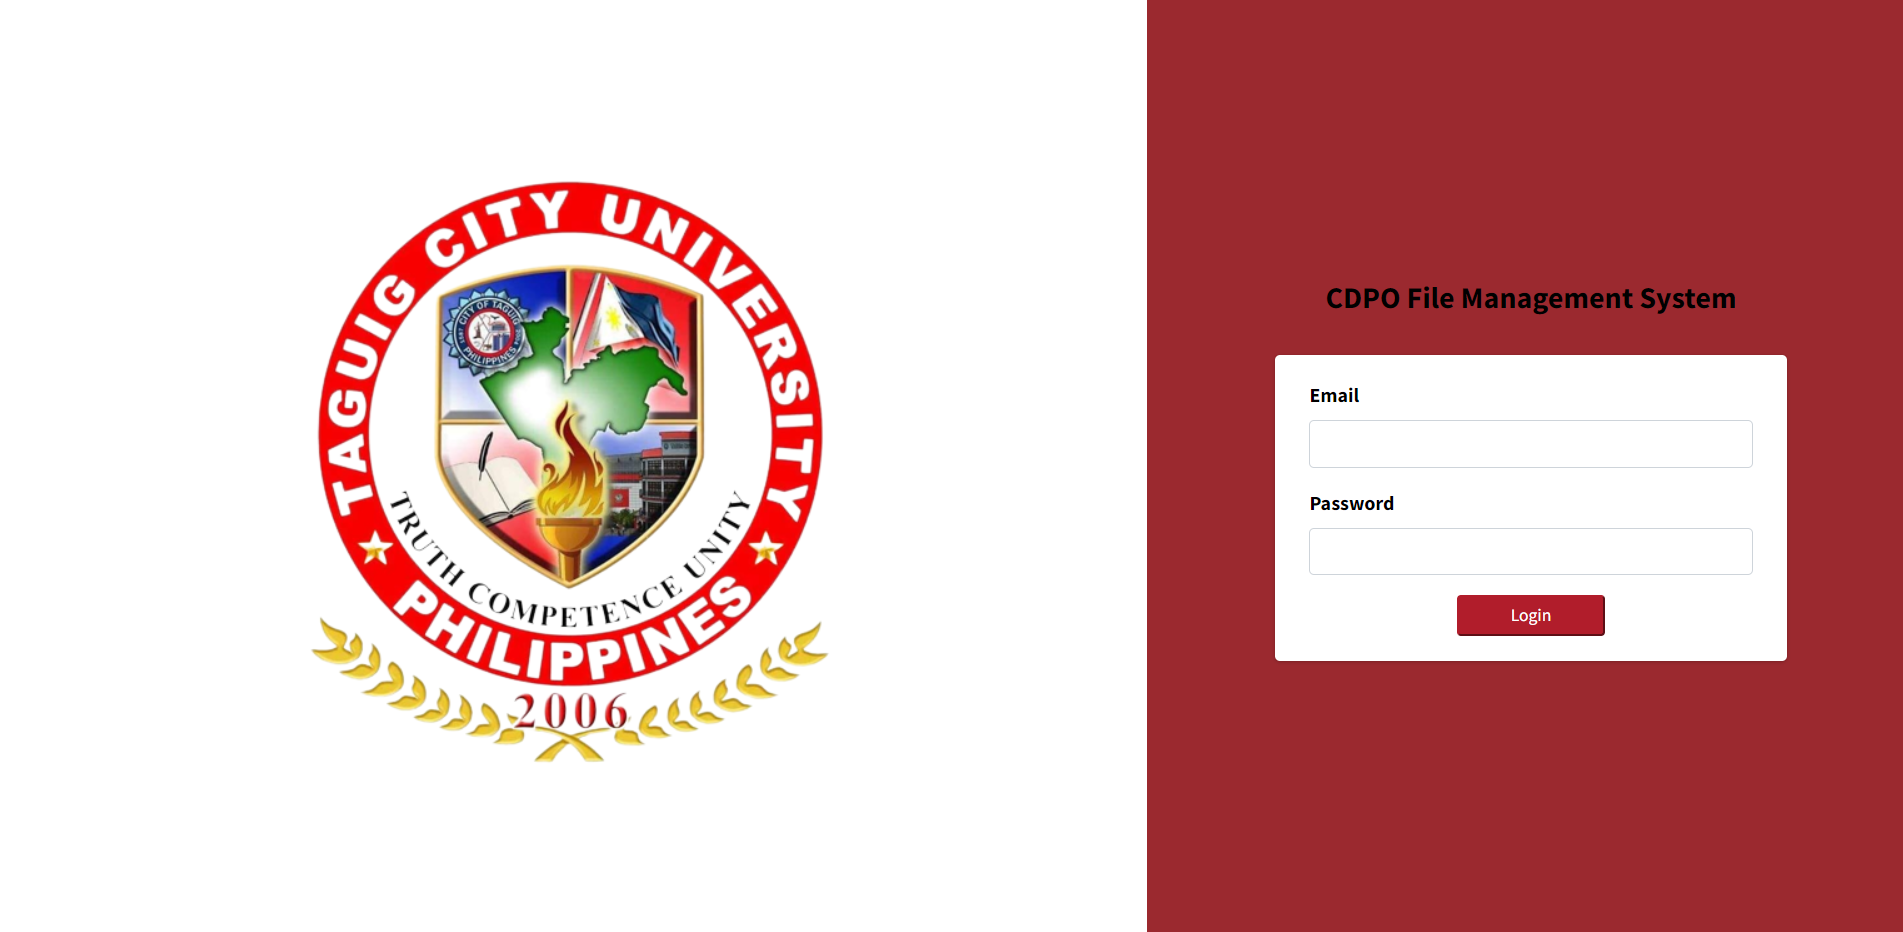 TAGUIG CITY UNIVERSITY
CITY OF TAGUIG
PHILIPPINES
TRUTH COMPETENCE UNITY
PHILIPPINES
2006
CDPO File Management System
Email
Password
Login